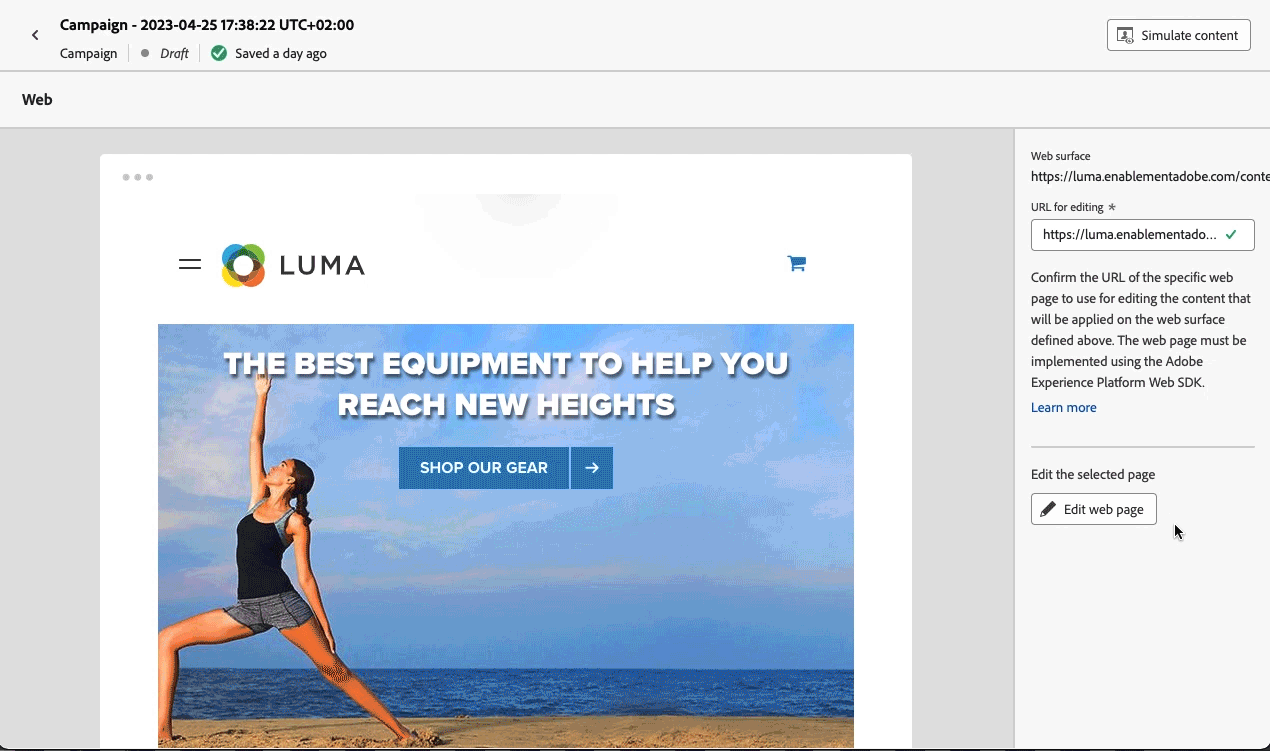 Campaign - 2023-04-25 17:38:22 UTC+02:00
Campaign
Draft
Saved a day ago
Simulate content
Web
LUMA
THE BEST EQUIPMENT TO HELP YOU
REACH NEW HEIGHTS
SHOP OUR GEAR
Web surface
https://luma.enablementadobe.com/conte
URL for editing *
https://luma.enablementado...
Confirm the URL of the specific web
page to use for editing the content that
will be applied on the web surface
defined above. The web page must be
implemented using the Adobe
Experience Platform Web SDK.
Learn more
Edit the selected page
Edit web page